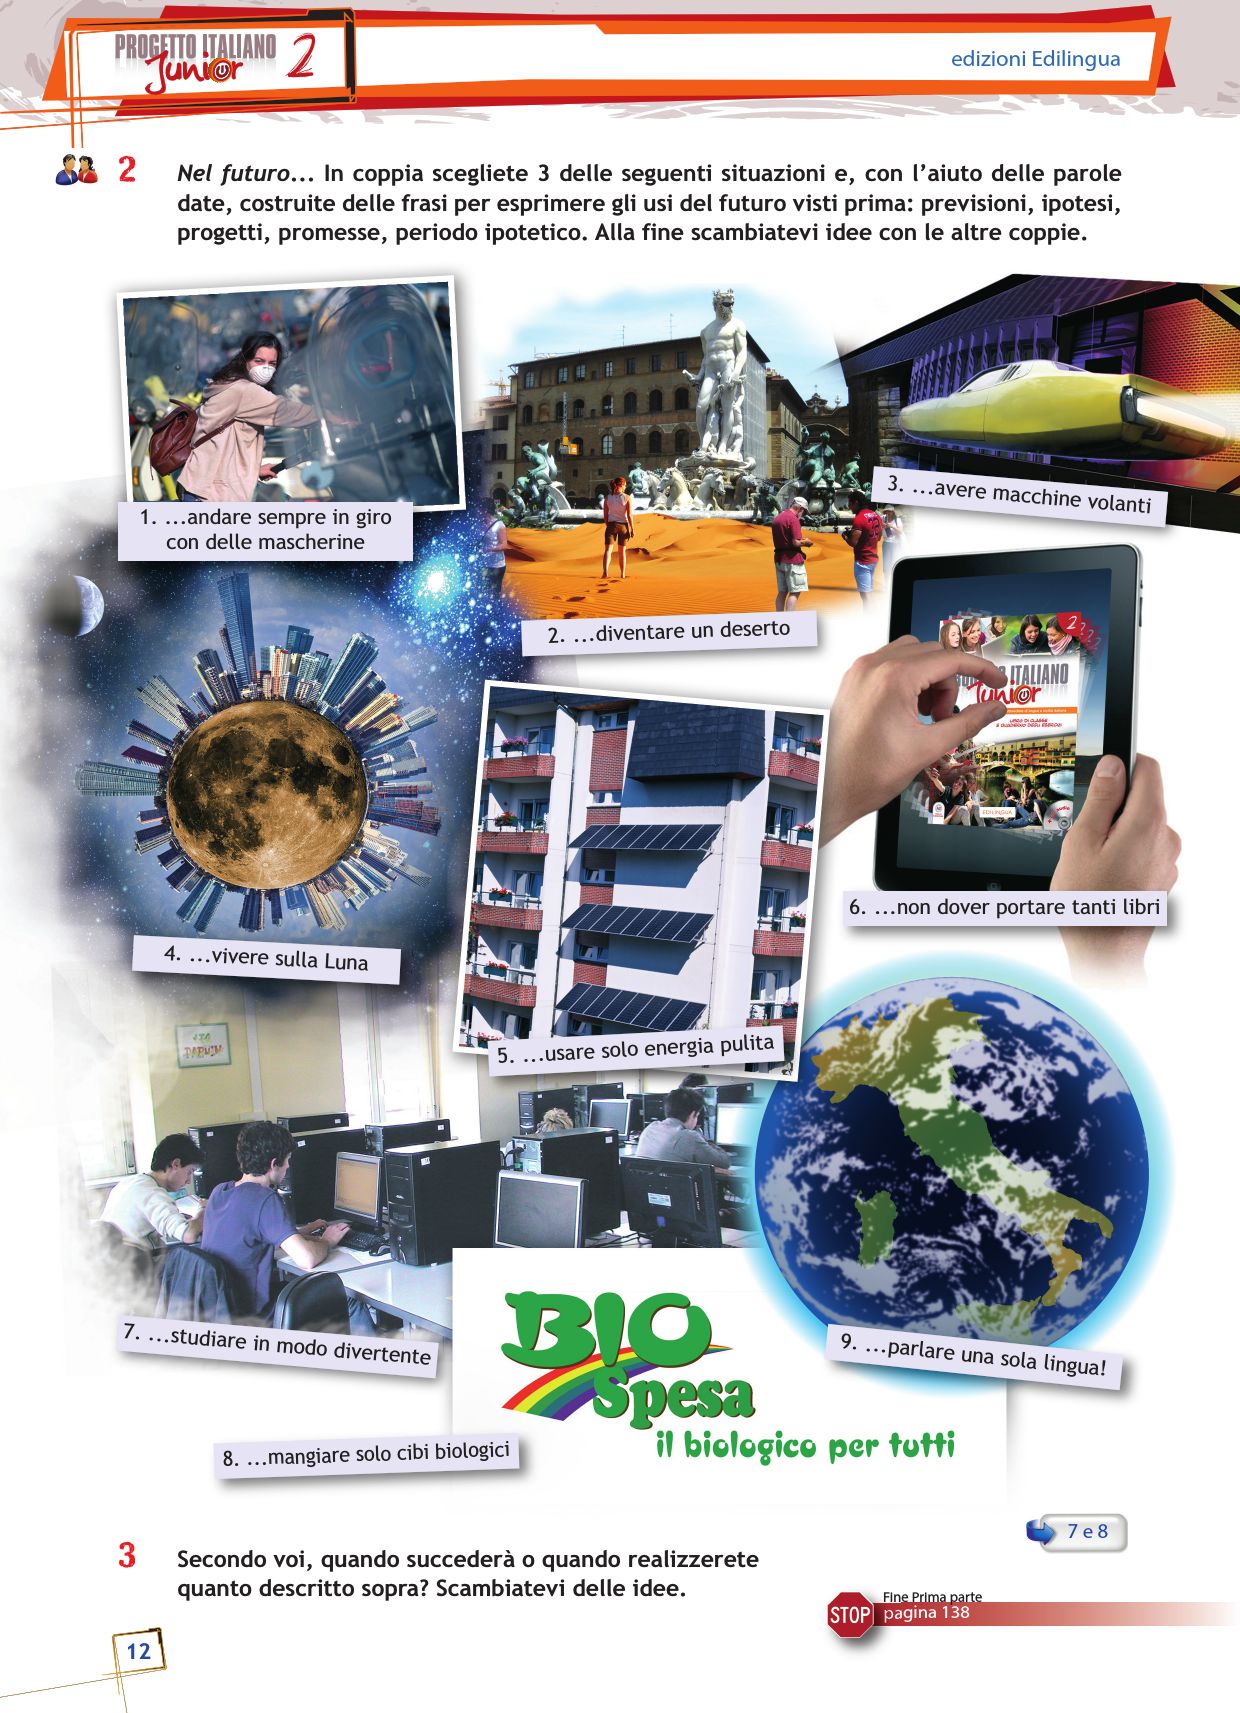 PROGETTO ITALIANO
Junior 2
edizioni Edilingua
2 Nel futuro... In coppia scegliete 3 delle seguenti situazioni e, con l’aiuto delle parole
date, costruite delle frasi per esprimere gli usi del futuro visti prima: previsioni, ipotesi,
progetti, promesse, periodo ipotetico. Alla fine scambiatevi idee con le altre coppie.
1. ...andare sempre in giro
con delle mascherine
2. ...diventare un deserto
3. ...avere macchine volanti
2
ITALIANO
Junior
EDILINGUA
4. ...vivere sulla Luna
5. ...usare solo energia pulita
6. ...non dover portare tanti libri
DARWIN
7. ...studiare in modo divertente
BIO
Spesa
il biologico per tutti
8. ...mangiare solo cibi biologici
9. ...parlare una sola lingua!
7 e 8
3 Secondo voi, quando succederà o quando realizzerete
quanto descritto sopra? Scambiatevi delle idee.
STOP
Fine Prima parte
pagina 138
12